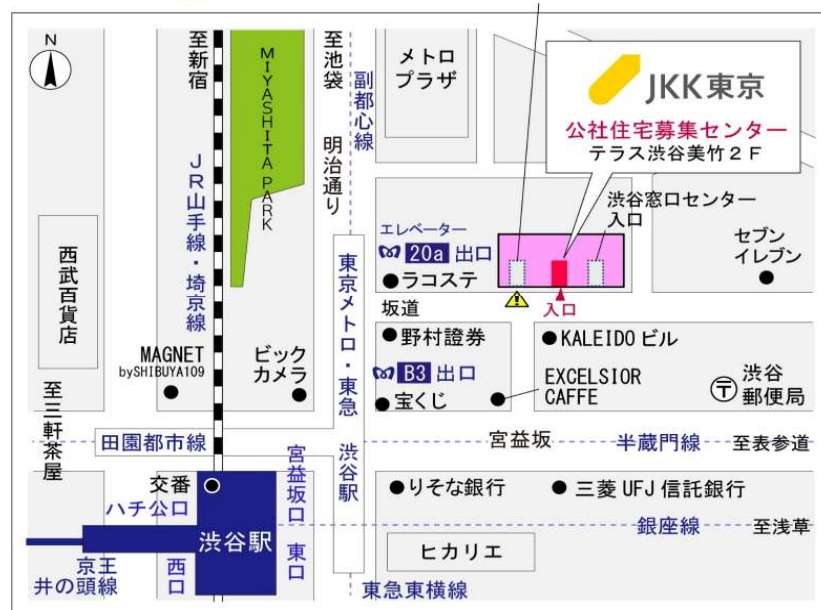 N
至新宿
MIYASHITA PARK
至池袋
副都心線
明治通り
メトロ
プラザ
JKK東京
公社住宅募集センター
テラス渋谷美竹2F
JR山手線・埼京線
西武百貨店
エレベーター
20a 出口
ラコステ
渋谷窓口センター
入口
セブン
イレブン
入口
坂道
東京メトロ・東急
渋谷駅
野村證券
KALEIDO ビル
MAGNET
bySHIBUYA109
ビック
カメラ
B3 出口
宝くじ
EXCELSIOR
CAFFE
渋谷
郵便局
至三軒茶屋
田園都市線
宮益坂
半蔵門線
至表参道
交番
ハチ公口
宮益坂口
りそな銀行
三菱UFJ信託銀行
渋谷駅
銀座線
至浅草
京王
井の頭線
西口
東口
ヒカリエ
東急東横線